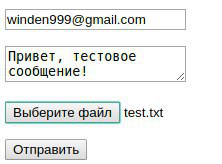 winden999@gmail.com
Привет, тестовое
сообщение!
Выберите файл test.txt
Отправить